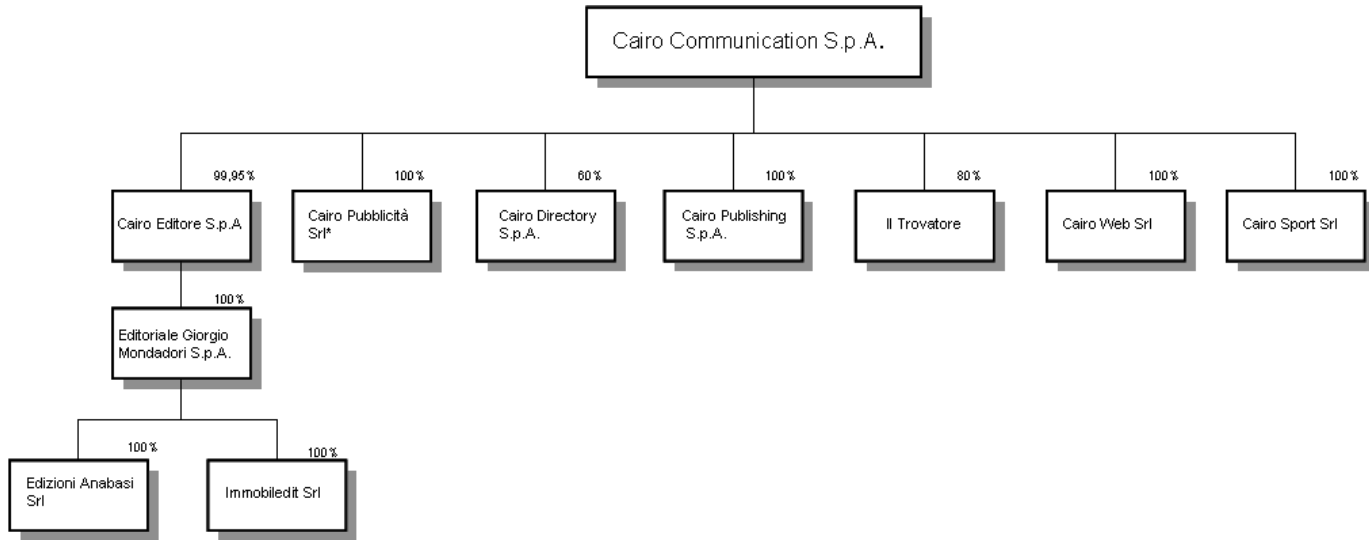 Cairo Communication S.p.A.
99,95%
100%
60%
100%
80%
100%
100%
Cairo Editore S.p.A
Cairo Pubblicità
Srl*
Cairo Directory
S.p.A.
Cairo Publishing
S.p.A.
Il Trovatore
Cairo Web Srl
Cairo Sport Srl
100%
Editoriale Giorgio
Mondadori S.p.A.
100%
100%
Edizioni Anabasi
Srl
Immobiledit Srl